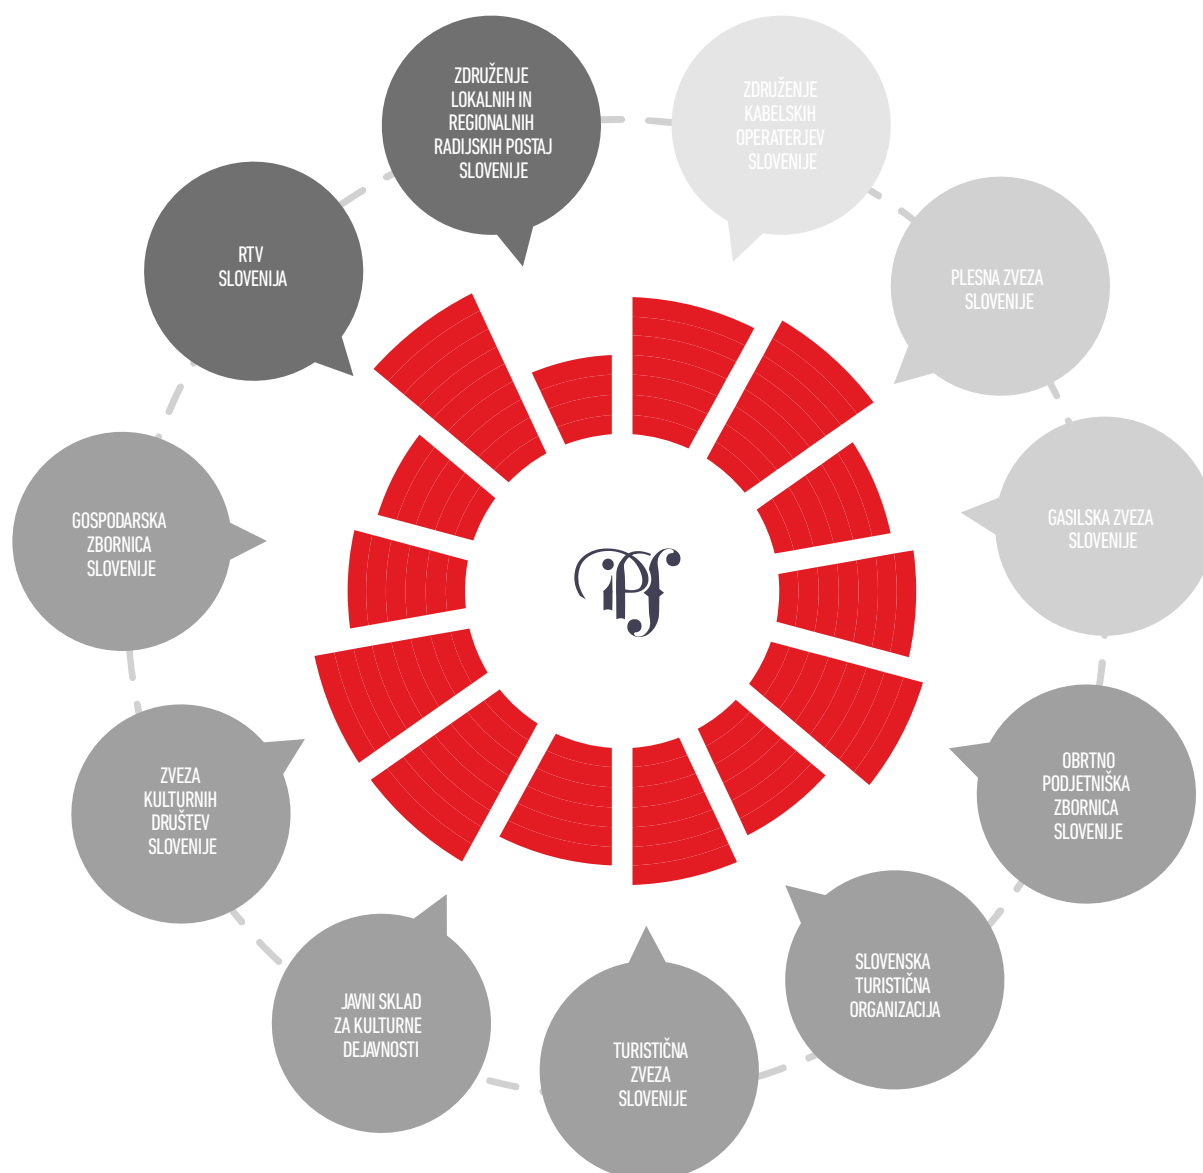 ZDRUŽENJE
LOKALNIH IN
REGIONALNIH
RADIJSKIH POSTAJ
SLOVENIJE
ZDRUŽENJE
KABELSKIH
OPERATERJEV
SLOVENIJE
PLESNA ZVEZA
SLOVENIJE
GASILSKA ZVEZA
SLOVENIJE
OBRTNO
PODJETNIŠKA
ZBORNICA
SLOVENIJE
SLOVENSKA
TURISTIČNA
ORGANIZACIJA
TURISTIČNA
ZVEZA
SLOVENIJE
JAVNI SKLAD
ZA KULTURNE
DEJAVNOSTI
ZVEZA
KULTURNIH
DRUŠTEV
SLOVENIJE
GOSPODARSKA
ZBORNICA
SLOVENIJE
RTV
SLOVENIJA
iPf